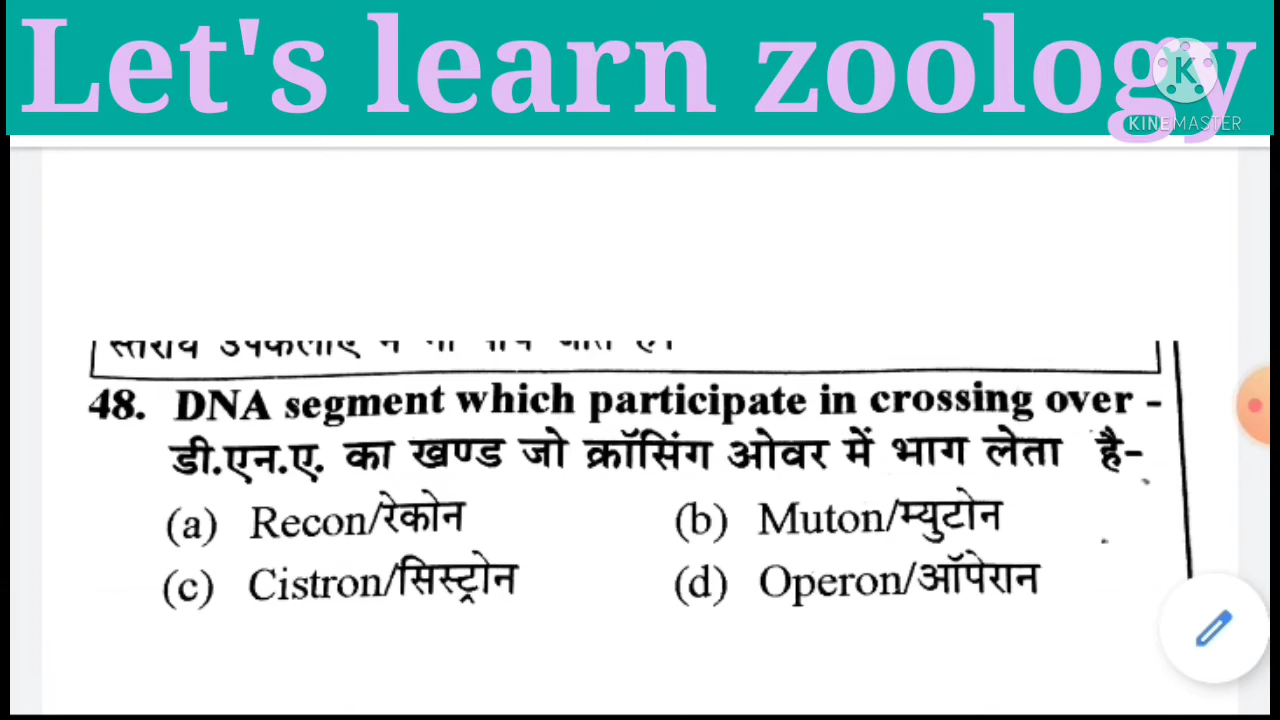 Let's learn zoology
K
KINEMASTER
48. DNA segment which participate in crossing over -
डी.एन.ए. का खण्ड जो क्रॉसिंग ओवर में भाग लेता है-
(a) Recon/रेकोन (b) Muton/म्युटोन
(c) Cistron/सिस्ट्रोन (d) Operon/ऑपेरान